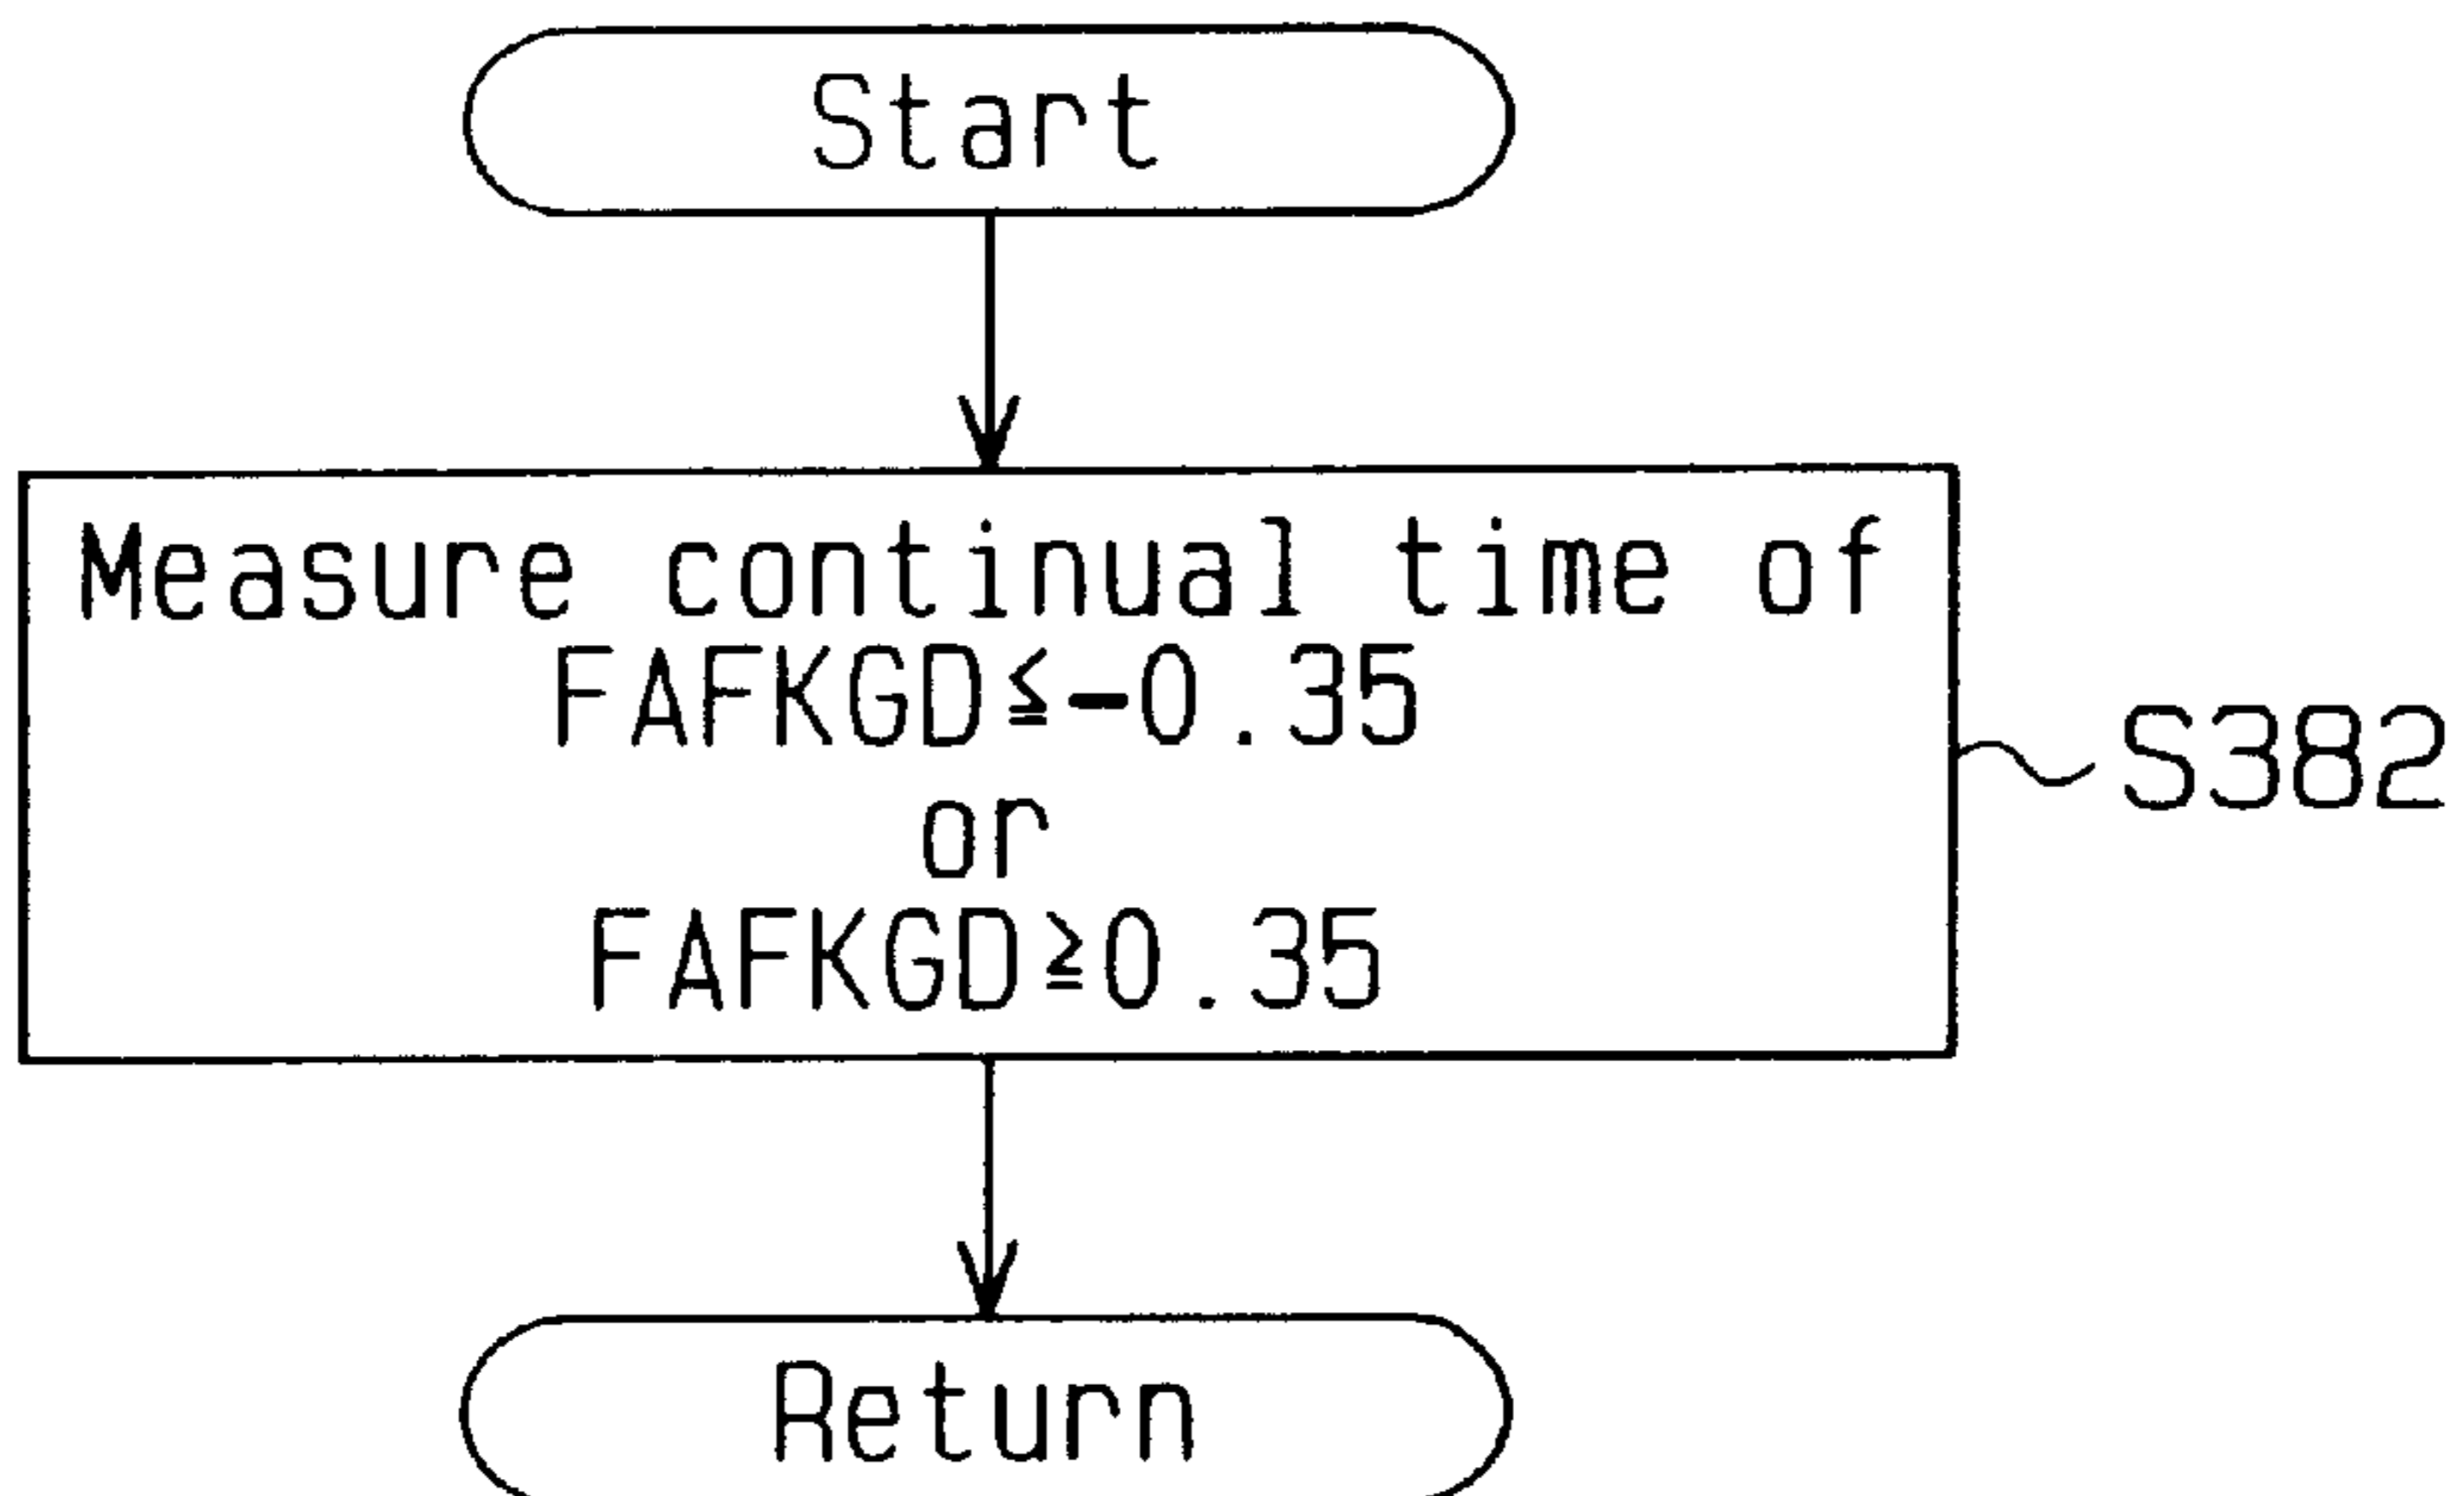 Start
Measure continual time of
FAFKGD≦-0.35
or
FAFKGD≧0.35
S382
Return